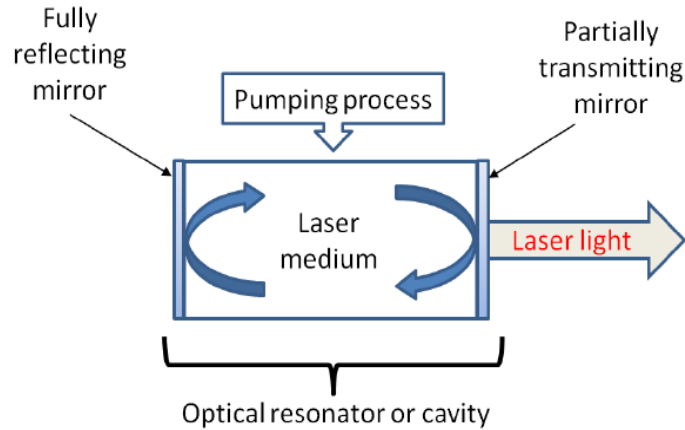 Fully
reflecting
mirror
Partially
transmitting
mirror
Pumping process
Laser
medium
Laser light
Optical resonator or cavity